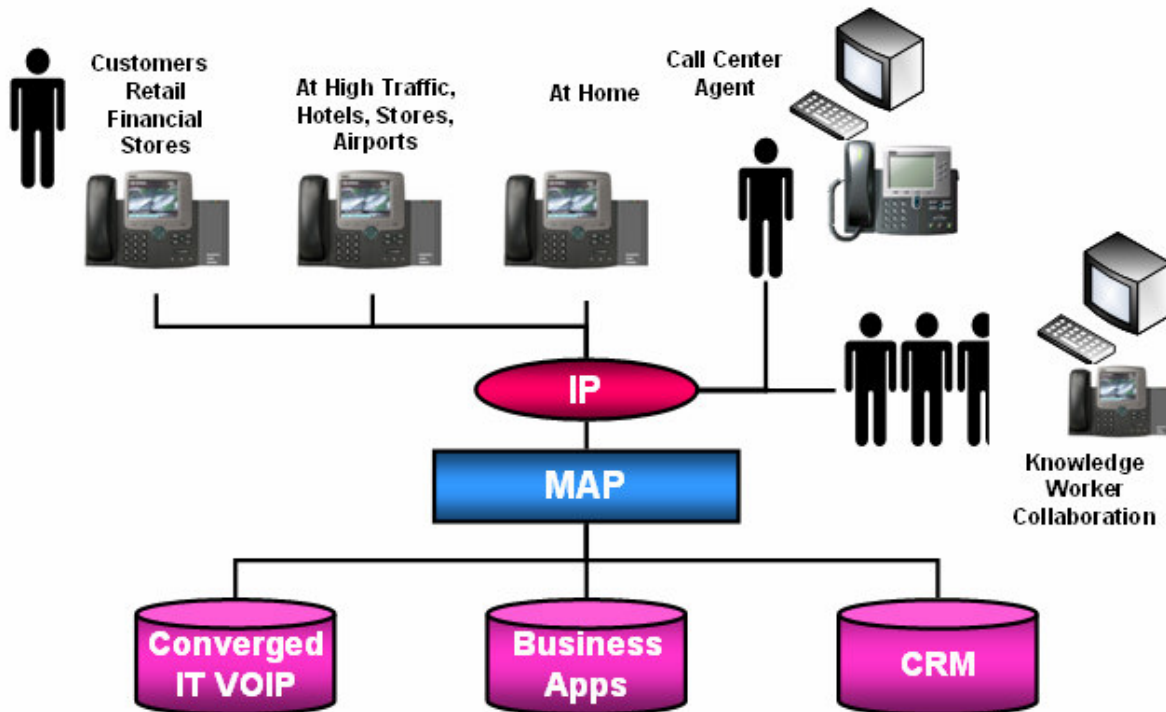 Customers
Retail
Financial
Stores
At High Traffic,
Hotels, Stores,
Airports
At Home
Call Center
Agent
IP
MAP
Knowledge
Worker
Collaboration
Converged
IT VOIP
Business
Apps
CRM